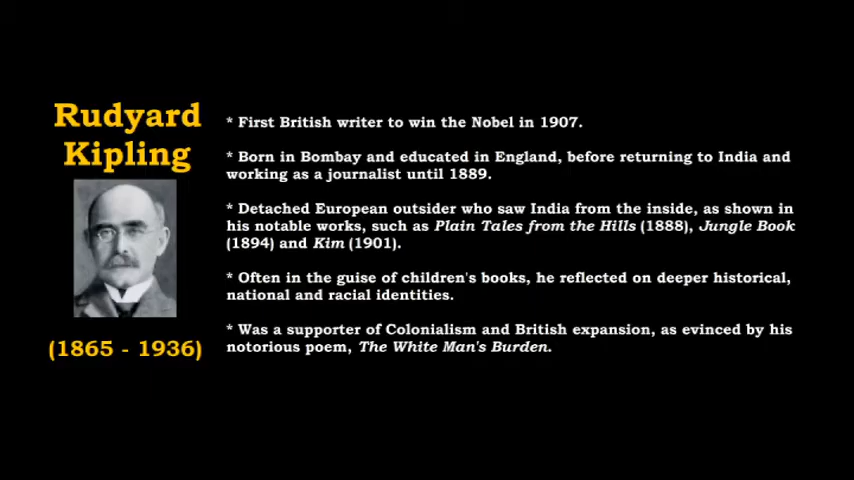 Rudyard
Kipling
(1865 - 1936)
* First British writer to win the Nobel in 1907.
* Born in Bombay and educated in England, before returning to India and
working as a journalist until 1889.
* Detached European outsider who saw India from the inside, as shown in
his notable works, such as Plain Tales from the Hills (1888), Jungle Book
(1894) and Kim (1901).
* Often in the guise of children's books, he reflected on deeper historical,
national and racial identities.
* Was a supporter of Colonialism and British expansion, as evinced by his
notorious poem, The White Man's Burden.